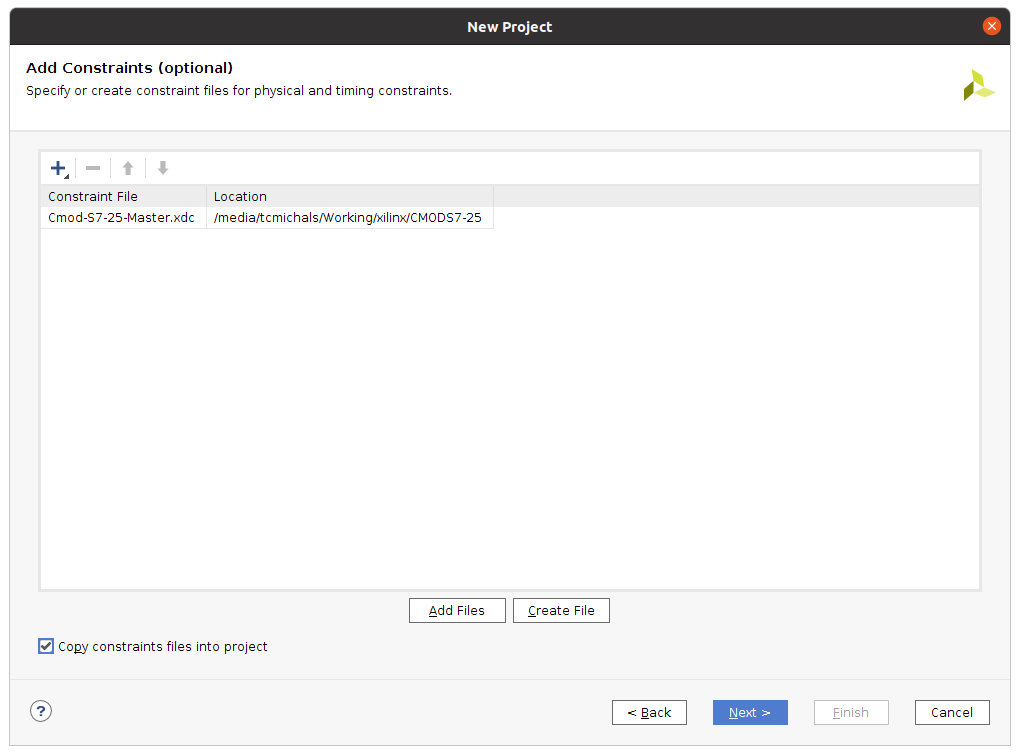 New Project
Add Constraints (optional)
Specify or create constraint files for physical and timing constraints.
Constraint File Location
Cmod-S7-25-Master.xdc /media/tcmichals/Working/xilinx/CMODS7-25
Add Files Create File
Copy constraints files into project
? < Back Next > Finish Cancel